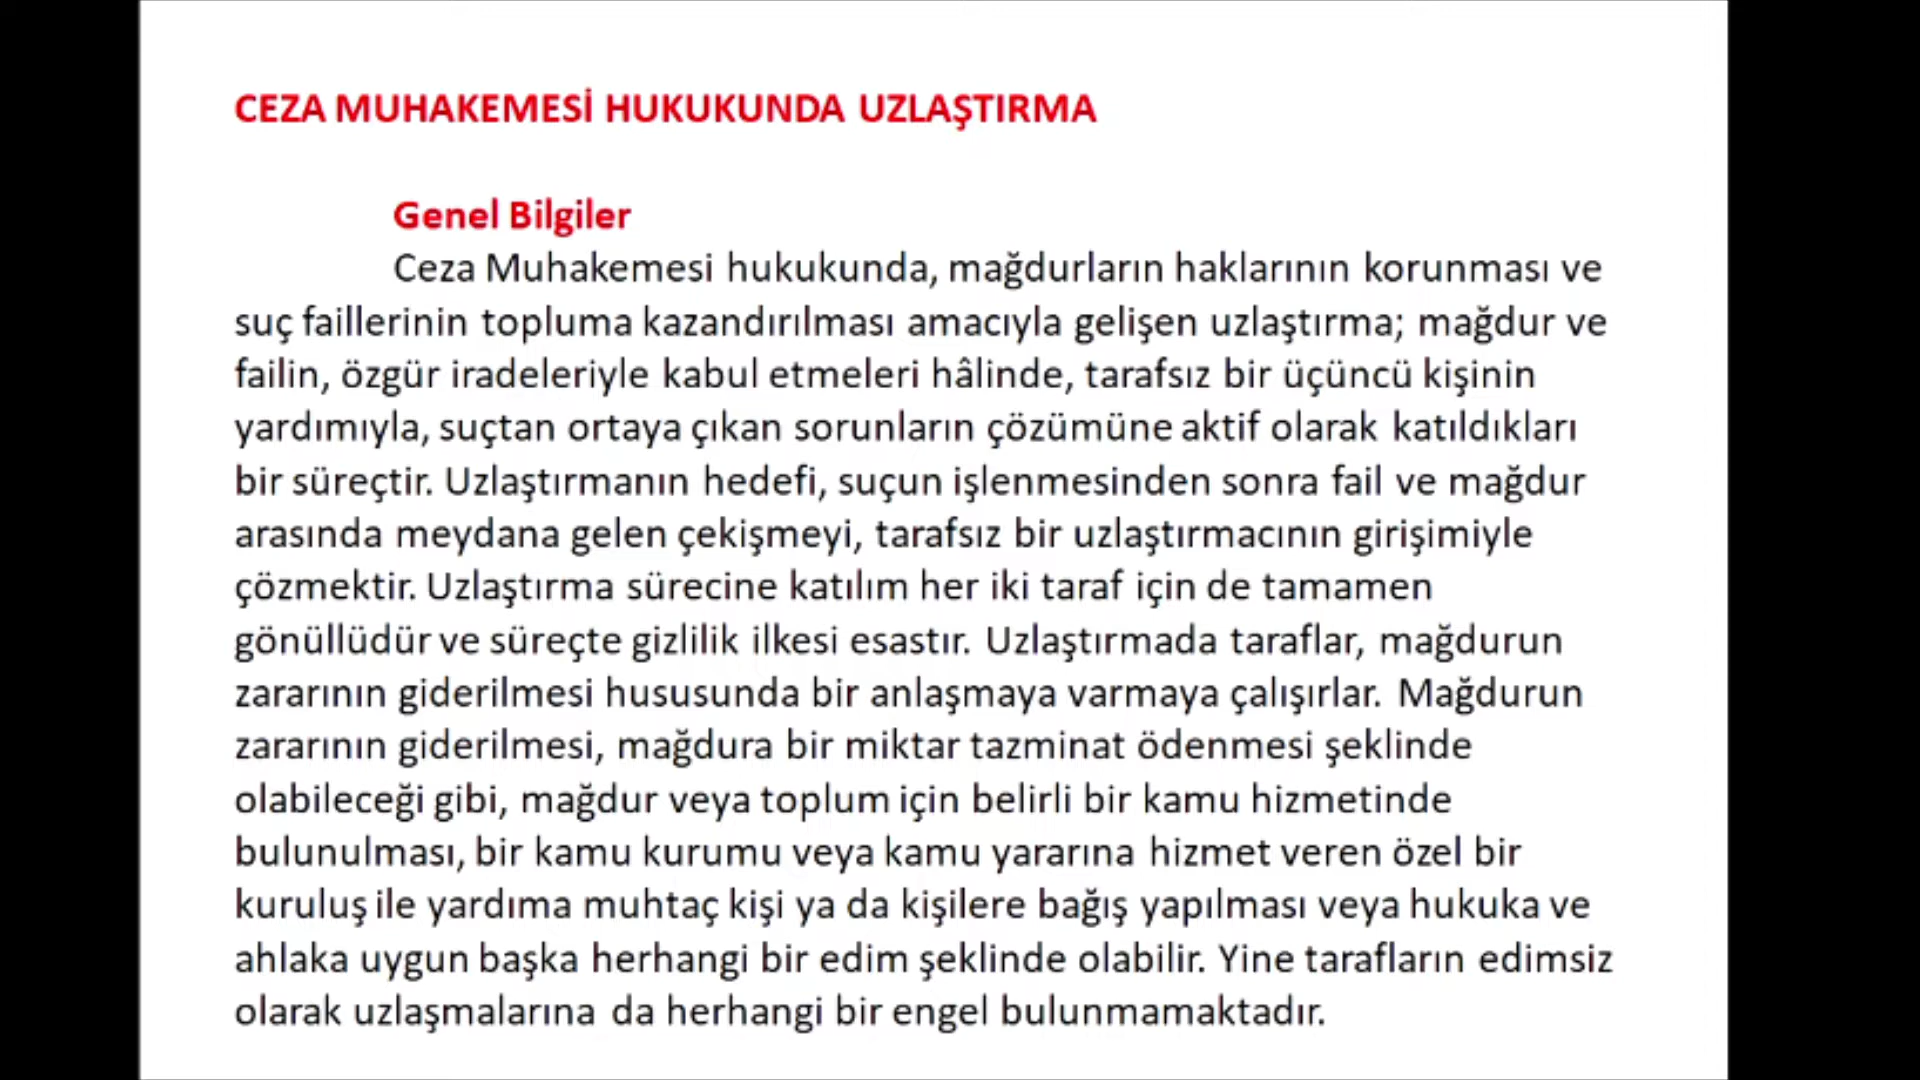 CEZA MUHAKEMESİ HUKUKUNDA UZLAŞTIRMA
Genel Bilgiler
Ceza Muhakemesi hukukunda, mağdurların haklarının korunması ve
suç faillerinin topluma kazandırılması amacıyla gelişen uzlaştırma; mağdur ve
failin, özgür iradeleriyle kabul etmeleri hâlinde, tarafsız bir üçüncü kişinin
yardımıyla, suçtan ortaya çıkan sorunların çözümüne aktif olarak katıldıkları
bir süreçtir. Uzlaştırmanın hedefi, suçun işlenmesinden sonra fail ve mağdur
arasında meydana gelen çekişmeyi, tarafsız bir uzlaştırmacının girişimiyle
çözmektir. Uzlaştırma sürecine katılım her iki taraf için de tamamen
gönüllüdür ve süreçte gizlilik ilkesi esastır. Uzlaştırmada taraflar, mağdurun
zararının giderilmesi hususunda bir anlaşmaya varmaya çalışırlar. Mağdurun
zararının giderilmesi, mağdura bir miktar tazminat ödenmesi şeklinde
olabileceği gibi, mağdur veya toplum için belirli bir kamu hizmetinde
bulunulması, bir kamu kurumu veya kamu yararına hizmet veren özel bir
kuruluş ile yardıma muhtaç kişi ya da kişilere bağış yapılması veya hukuka ve
ahlaka uygun başka herhangi bir edim şeklinde olabilir. Yine tarafların edimsiz
olarak uzlaşmalarına da herhangi bir engel bulunmamaktadır.